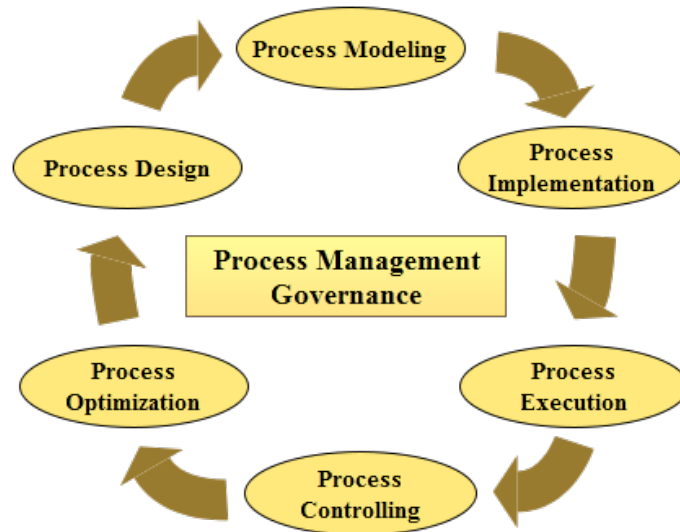 Process Modeling
Process
Implementation
Process
Execution
Process
Controlling
Process
Optimization
Process Design
Process Management
Governance